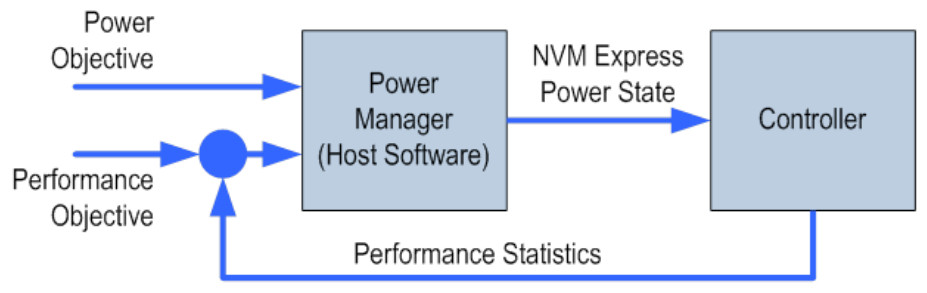 Power
Objective
Power
Manager
(Host Software)
NVM Express
Power State
Controller
Performance
Objective
Performance Statistics